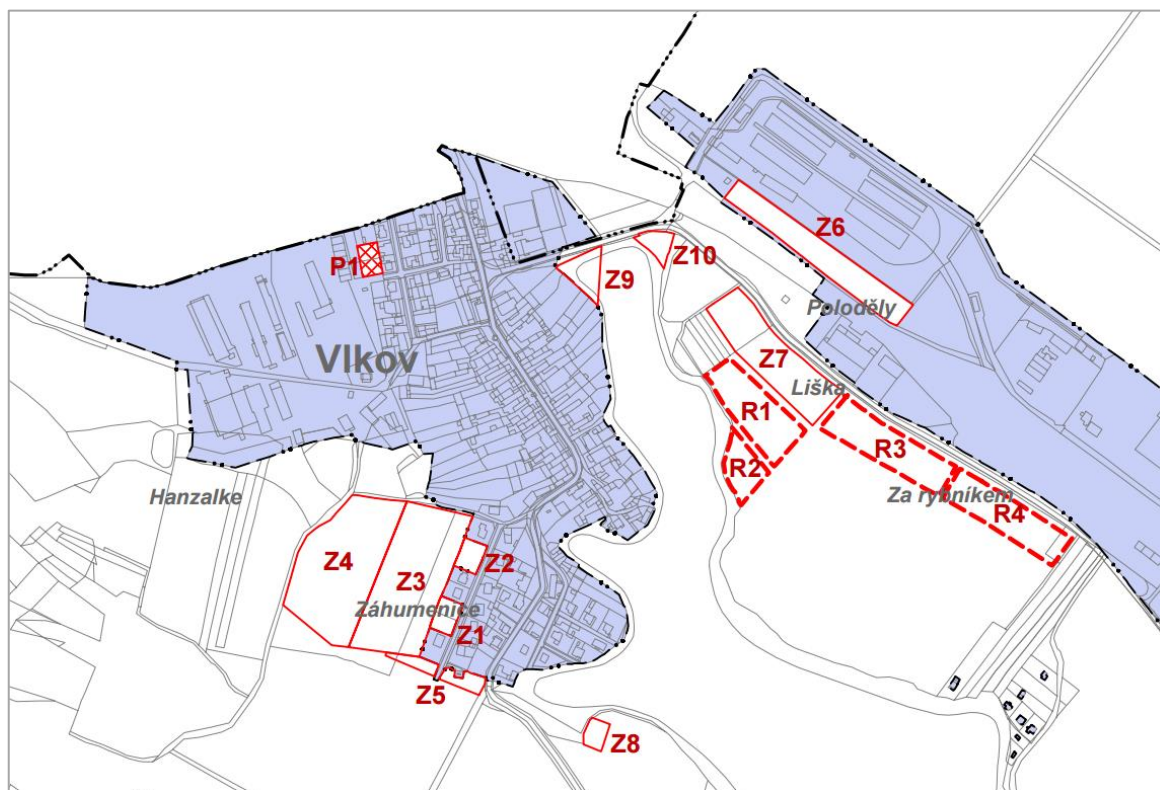 Z6
P1
Z10
Z9
Poloděly
Vlkov
Z7
Liška
R1
R3
R2
Hanzalke
Za rybníkem
R4
Z4
Z2
Z3
Záhumenice
Z1
Z5
Z8